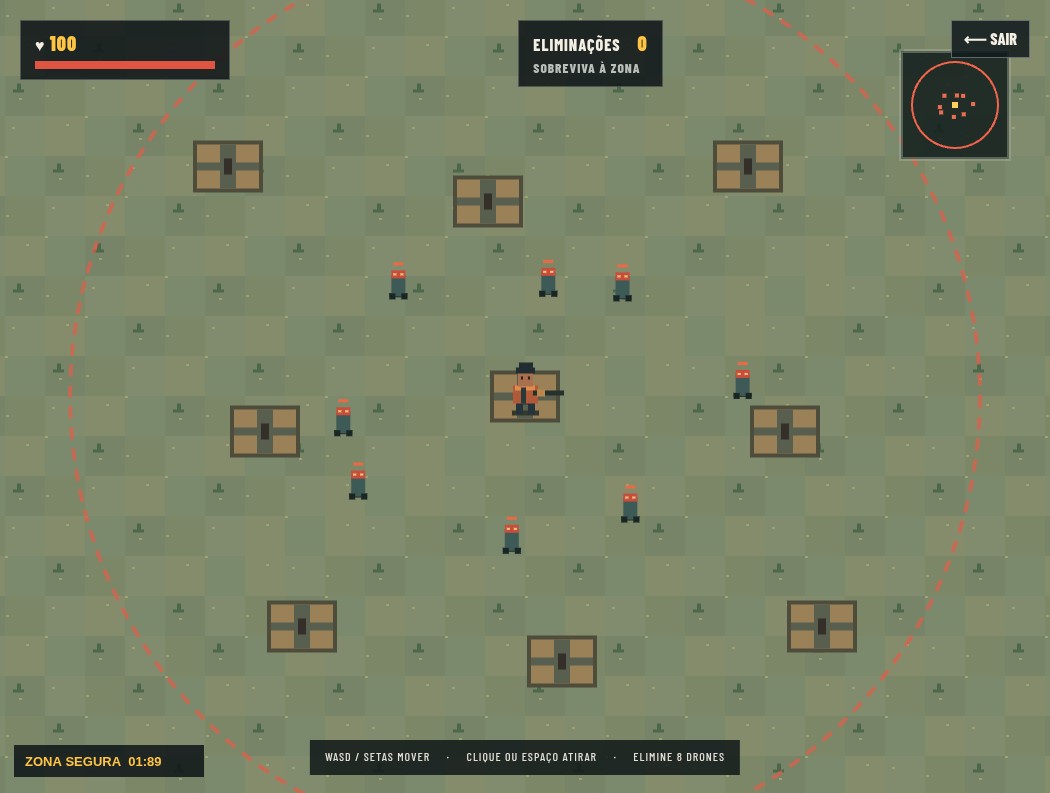 ♥ 100
ELIMINAÇÕES 0
SOBREVIVA À ZONA
⟵ SAIR
ZONA SEGURA 01:89
WASD / SETAS MOVER · CLIQUE OU ESPAÇO ATIRAR · ELIMINE 8 DRONES